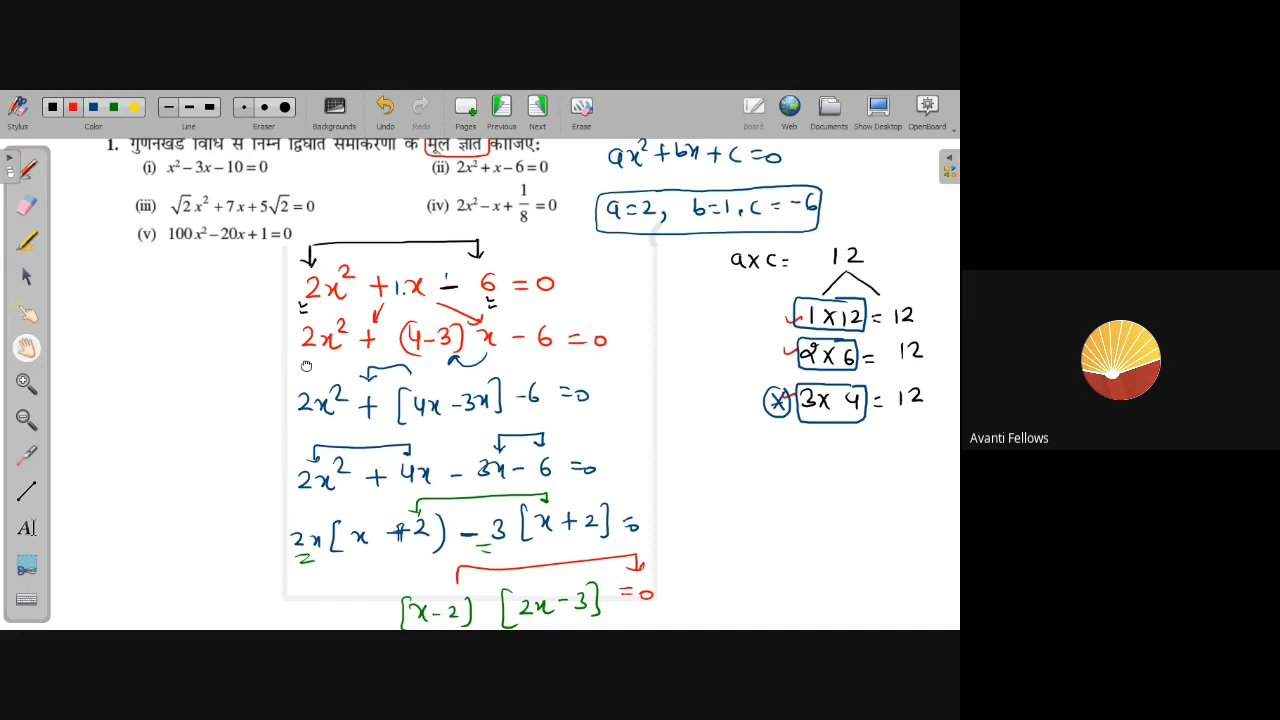 Stylus Color Line Eraser Backgrounds Undo Redo Pages Previous Next Erase Board Web Documents Show Desktop OpenBoard
1. गुणनखंड विधि से निम्न द्विघात समीकरणों के मूल ज्ञात कीजिए:
(i) x² – 3x – 10 = 0 (ii) 2x² + x – 6 = 0
(iii) √2 x² + 7x + 5√2 = 0 (iv) 2x² – x + 1/8 = 0
(v) 100x² – 20x + 1 = 0
ax² + bx + c = 0
a=2, b=1, c = -6
2x² + 1.x - 6 = 0
2x² + (4-3) x - 6 = 0
2x² + [4x -3x] -6 =0
2x² + 4x - 3x - 6 =0
2x [x +2) - 3 [x + 2] =0
[x - 2] [2x - 3] =0
axc= 12
1 x 12 = 12
2 x 6 = 12
3 x 4 = 12
AI
Avanti Fellows